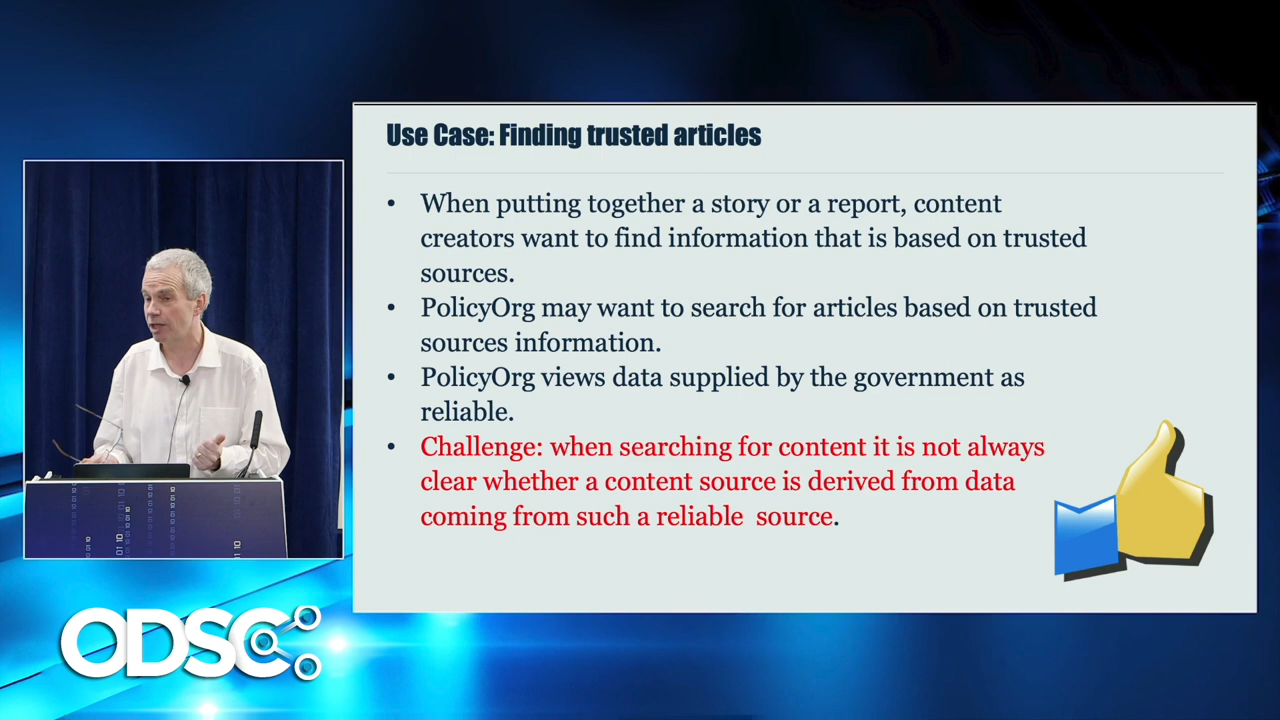 Use Case: Finding trusted articles
• When putting together a story or a report, content
creators want to find information that is based on trusted
sources.
• PolicyOrg may want to search for articles based on trusted
sources information.
• PolicyOrg views data supplied by the government as
reliable.
• Challenge: when searching for content it is not always
clear whether a content source is derived from data
coming from such a reliable  source.
ODSC